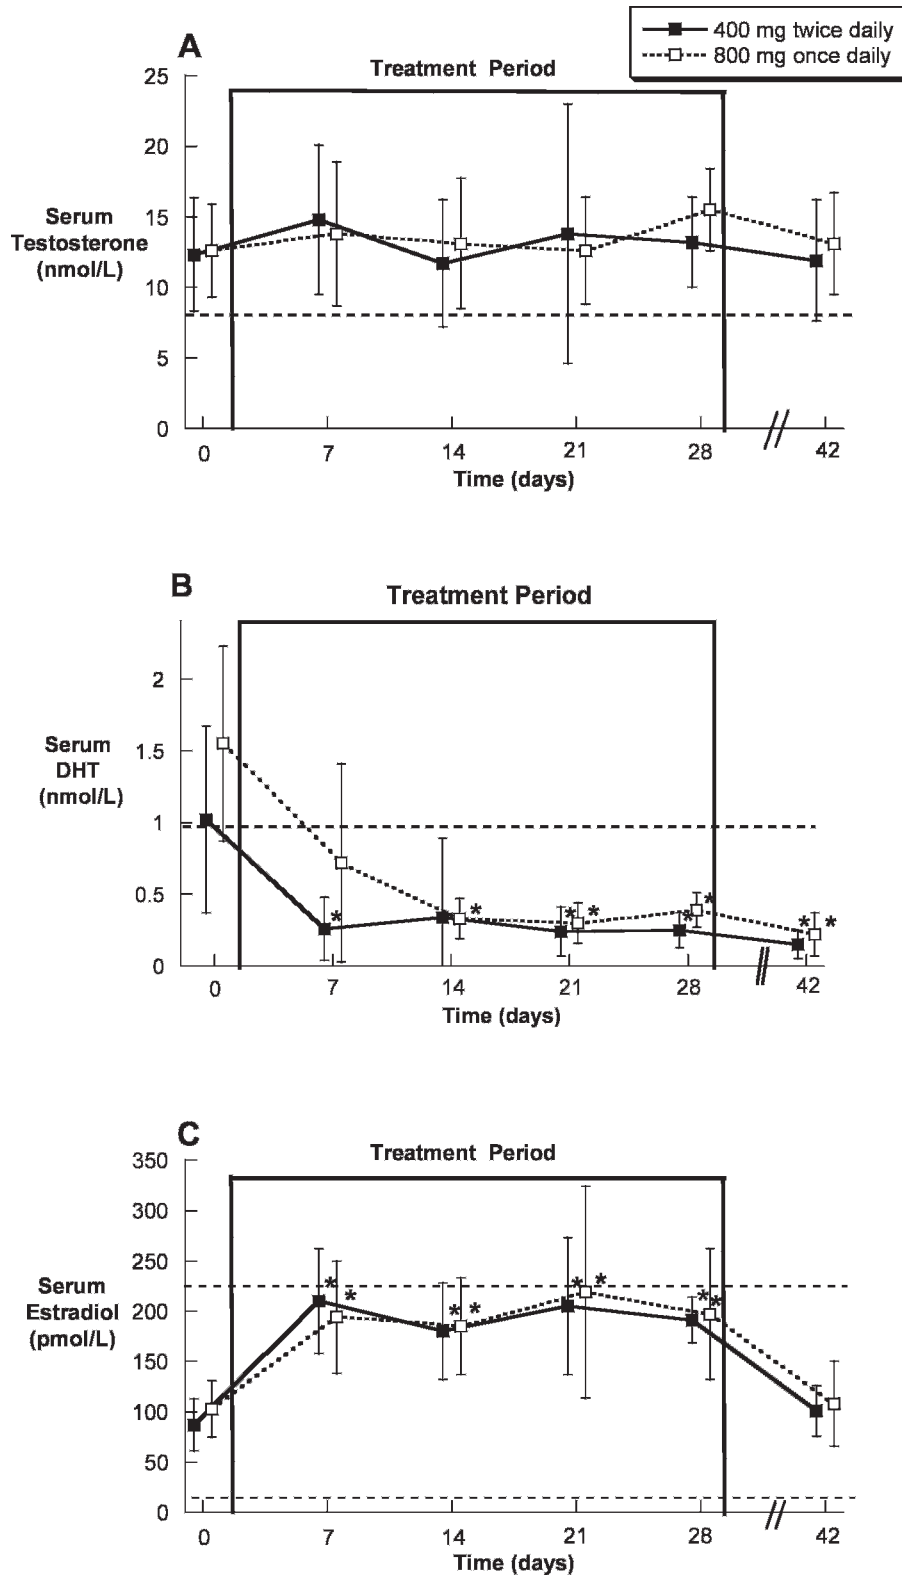 400 mg twice daily
800 mg once daily
A
Treatment Period
25
20
15
10
5
0
Serum
Testosterone
(nmol/L)
0 7 14 21 28 42
Time (days)
B
Treatment Period
2
1.5
1
0.5
0
Serum
DHT
(nmol/L)
* * * * * * * *
0 7 14 21 28 42
Time (days)
C
Treatment Period
350
300
250
200
150
100
50
0
Serum
Estradiol
(pmol/L)
* * * * * * * *
0 7 14 21 28 42
Time (days)